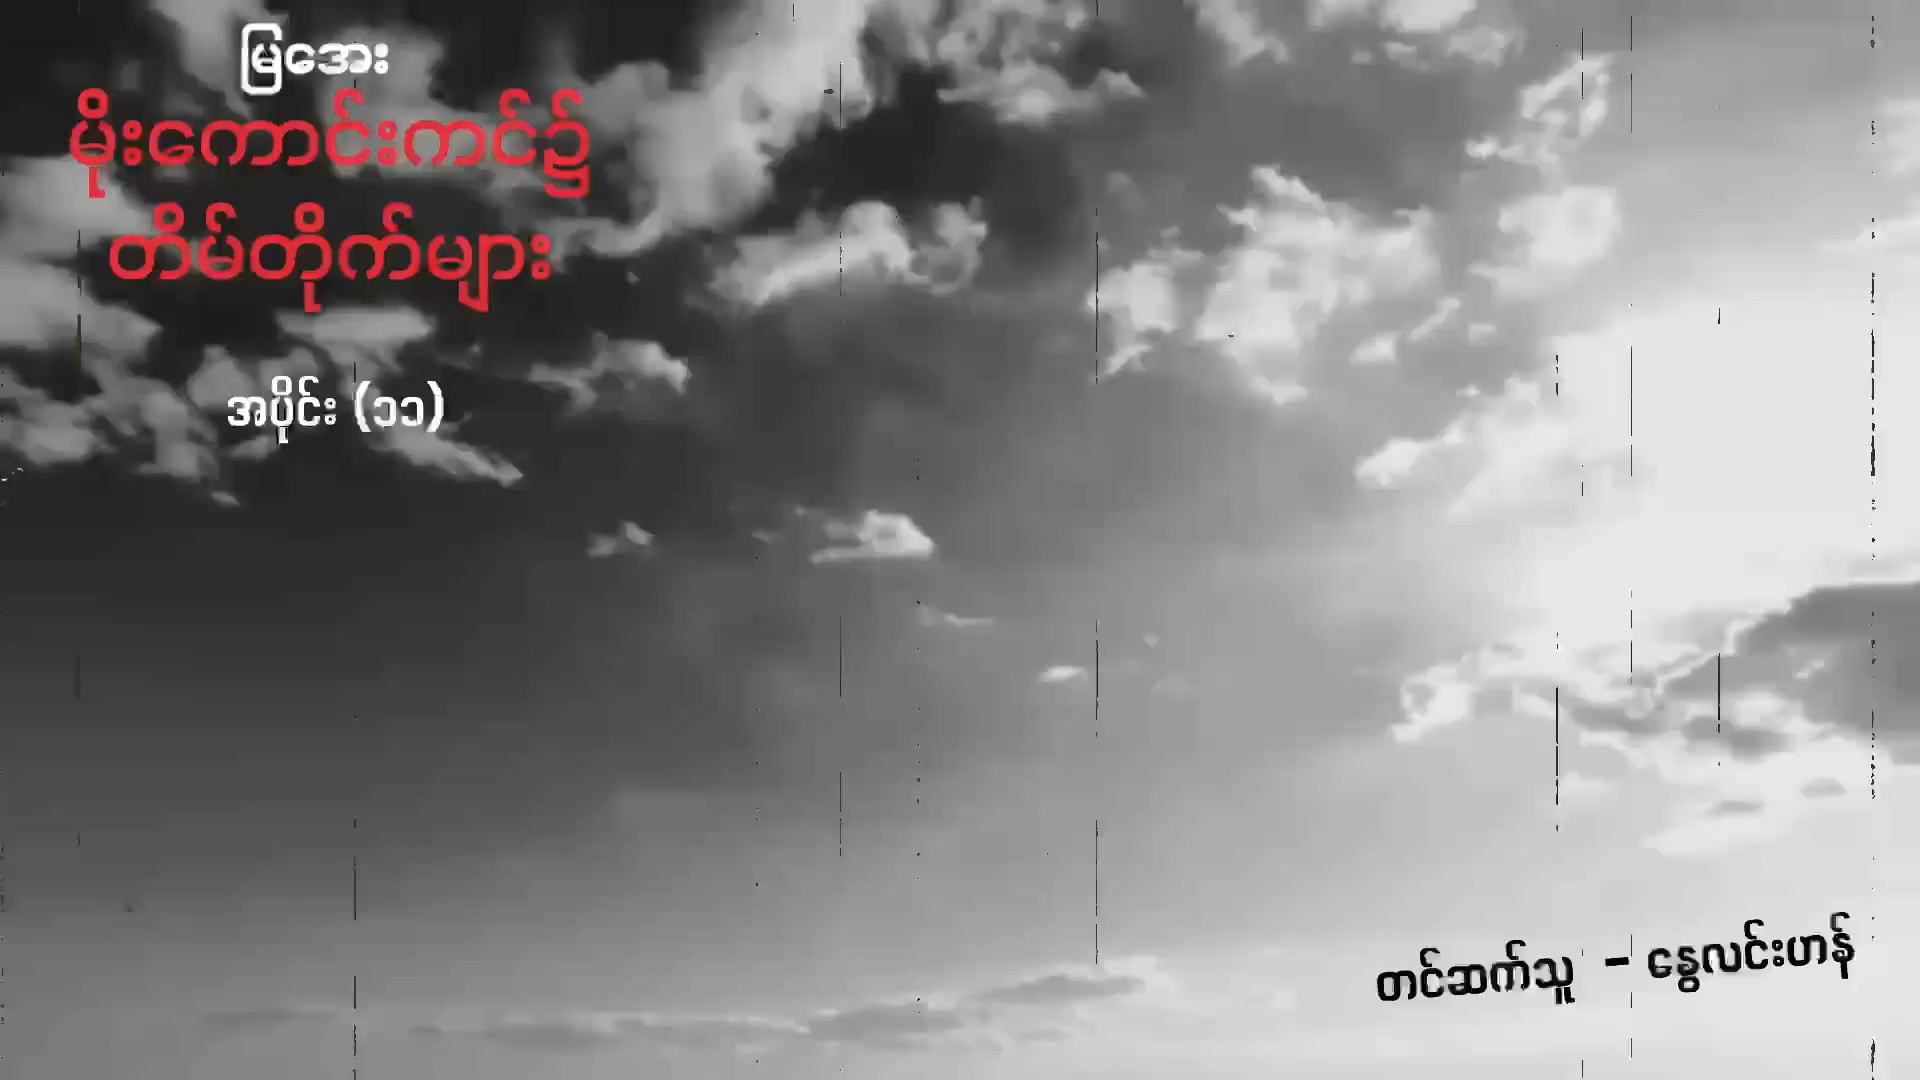 မြအေး
မိုးကောင်းကင်၌
တိမ်တိုက်များ
အပိုင်း (၁၁)
တင်ဆက်သူ - နွေလင်းဟန်